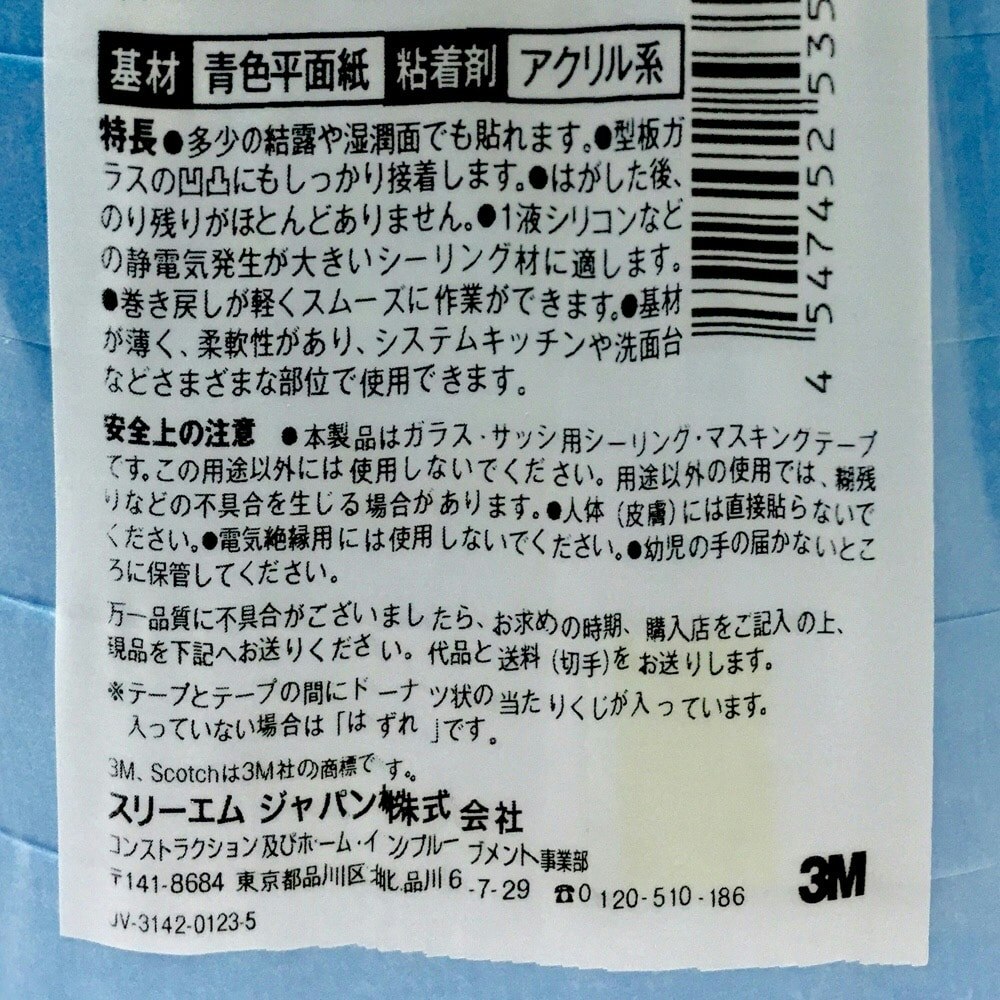 基材 青色平面紙 粘着剤 アクリル系
特長●多少の結露や湿潤面でも貼れます。●型板ガ
ラスの凹凸にもしっかり接着します。●はがした後、
のり残りがほとんどありません。●1液シリコンなど
の静電気発生が大きいシーリング材に適します。
●巻き戻しが軽くスムーズに作業ができます。●基材
が薄く、柔軟性があり、システムキッチンや洗面台
などさまざまな部位で使用できます。
安全上の注意 ●本製品はガラス・サッシ用シーリング・マスキングテープ
です。この用途以外には使用しないでください。用途以外の使用では、糊残
りなどの不具合を生じる場合があります。●人体(皮膚)には直接貼らないで
ください。●電気絶縁用には使用しないでください。●幼児の手の届かないとこ
ろに保管してください。
万一品質に不具合がございましたら、お求めの時期、購入店をご記入の上、
現品を下記へお送りください。代品と送料(切手)をお送りします。
※テープとテープの間にドーナツ状の当たりくじが入っています。
入っていない場合は「はずれ」です。
3M、Scotchは3M社の商標です。
スリーエム ジャパン株式会社
コンストラクション及びホーム・インプルーブメント事業部
〒141-8684 東京都品川区北品川6-7-29 ☎0120-510-186
3M
JV-3142-0123-5
4547452535